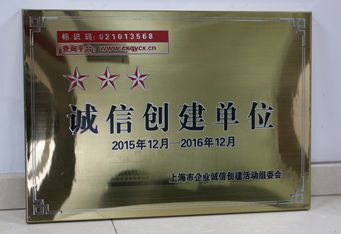 标识码:021013568
查询平台:www.cxqycx.cn
诚信创建单位
2015年12月—2016年12月
上海市企业诚信创建活动组委会